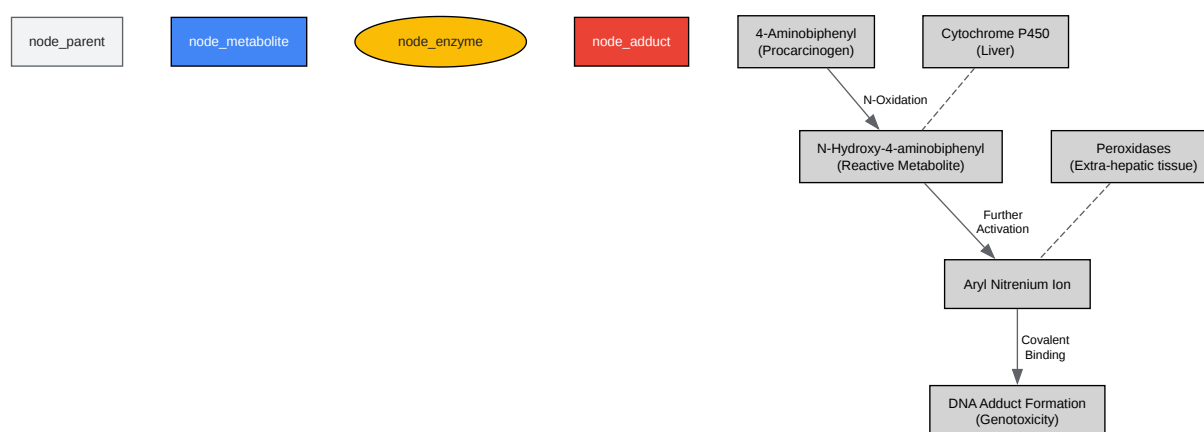 node_parent
node_metabolite
node_enzyme
node_adduct
4-Aminobiphenyl
(Procarcinogen)
Cytochrome P450
(Liver)
N-Oxidation
N-Hydroxy-4-aminobiphenyl
(Reactive Metabolite)
Peroxidases
(Extra-hepatic tissue)
Further
Activation
Aryl Nitrenium Ion
Covalent
Binding
DNA Adduct Formation
(Genotoxicity)